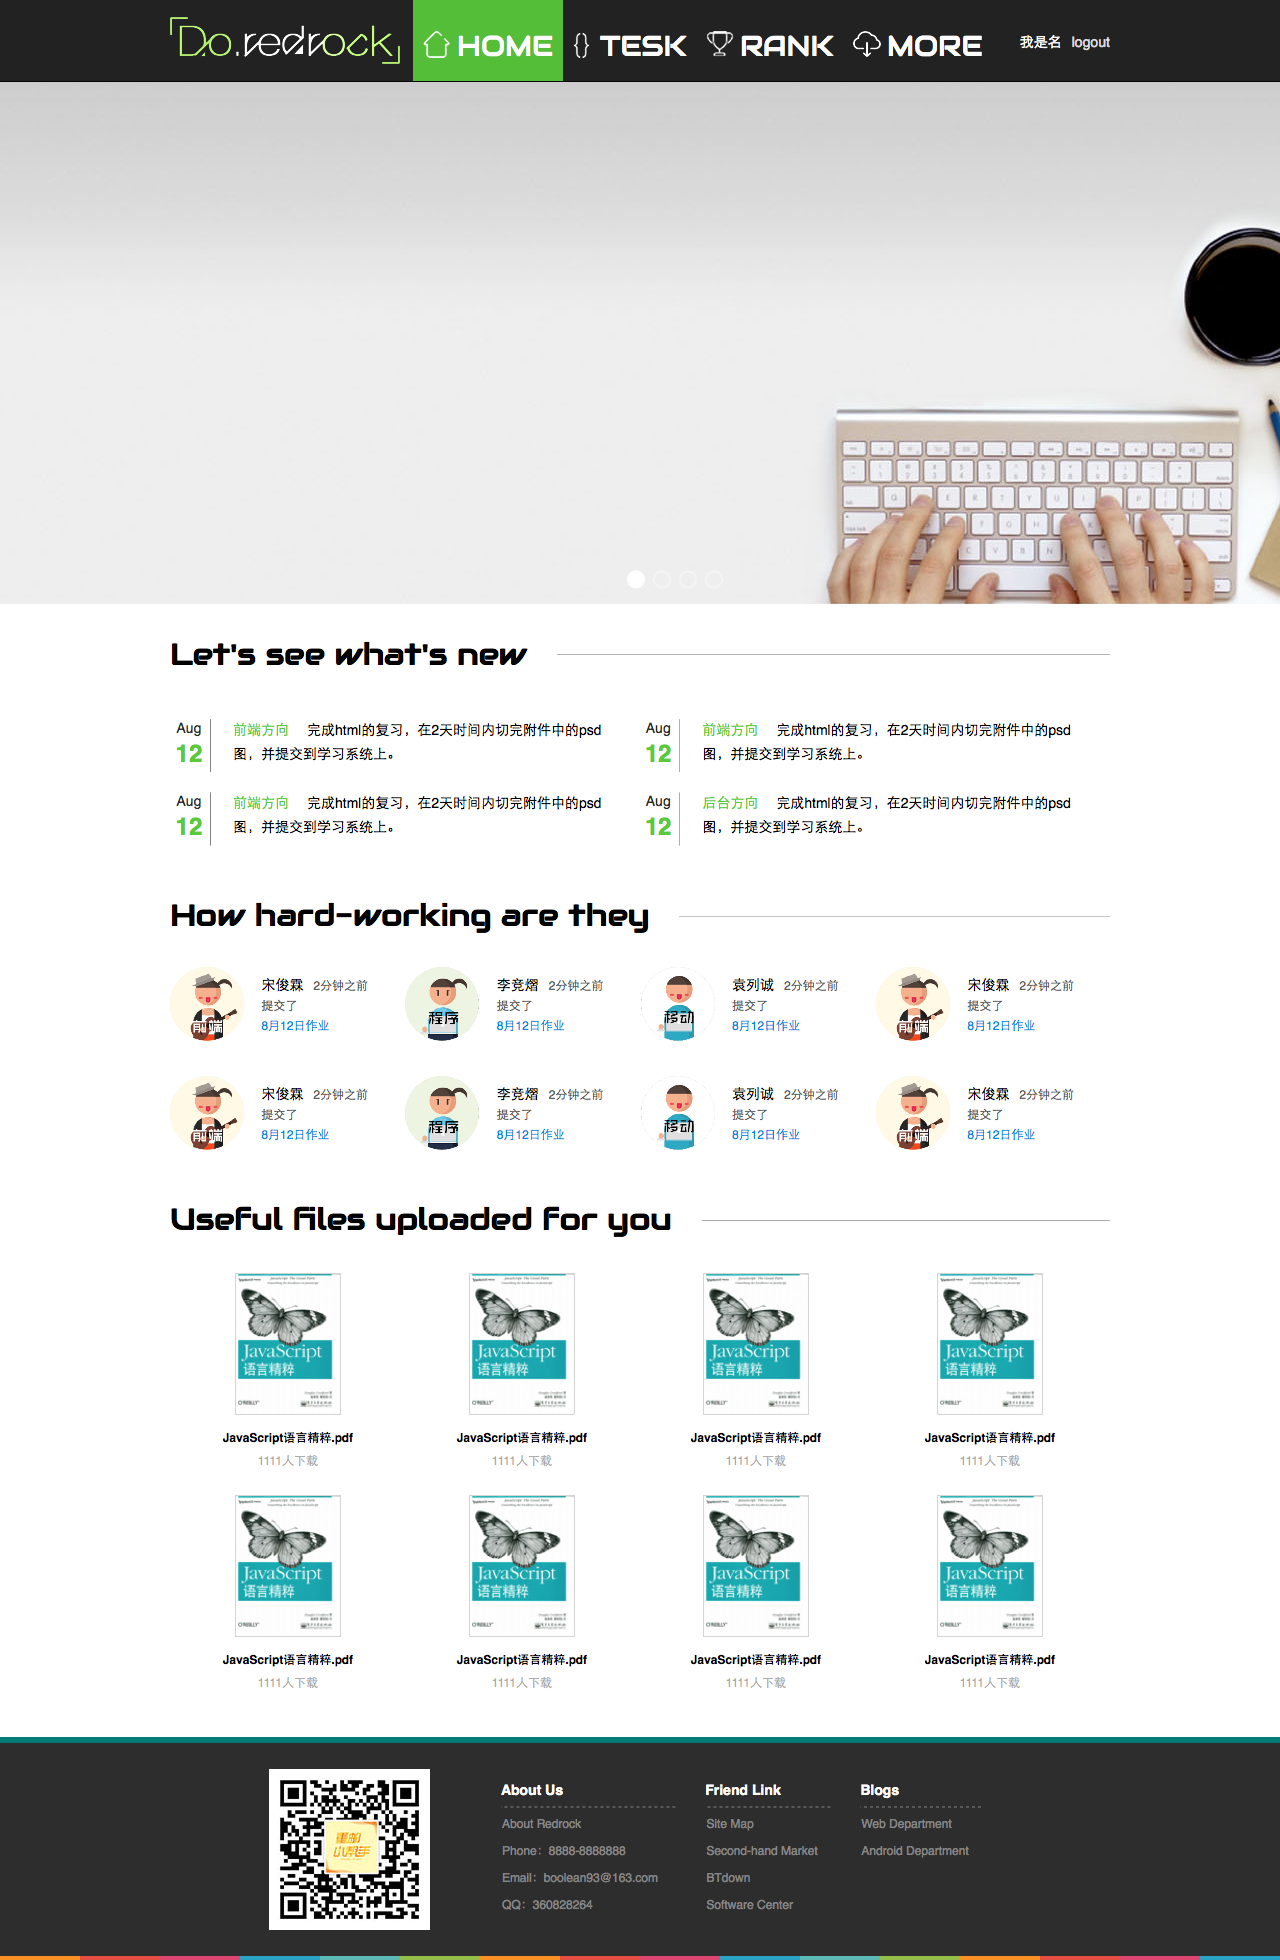 Do.redrock HOME {} TESK RANK MORE 我是名 logout
Let's see what's new
Aug
12
前端方向 完成html的复习，在2天时间内切完附件中的psd
图，并提交到学习系统上。
Aug
12
前端方向 完成html的复习，在2天时间内切完附件中的psd
图，并提交到学习系统上。
Aug
12
前端方向 完成html的复习，在2天时间内切完附件中的psd
图，并提交到学习系统上。
Aug
12
后台方向 完成html的复习，在2天时间内切完附件中的psd
图，并提交到学习系统上。
How hard-working are they
前端
宋俊霖 2分钟之前
提交了
8月12日作业
程序
李竞熠 2分钟之前
提交了
8月12日作业
移动
袁列诚 2分钟之前
提交了
8月12日作业
前端
宋俊霖 2分钟之前
提交了
8月12日作业
前端
宋俊霖 2分钟之前
提交了
8月12日作业
程序
李竞熠 2分钟之前
提交了
8月12日作业
移动
袁列诚 2分钟之前
提交了
8月12日作业
前端
宋俊霖 2分钟之前
提交了
8月12日作业
Useful files uploaded for you
JavaScript
语言精粹
O'REILLY
JavaScript语言精粹.pdf
1111人下载
JavaScript
语言精粹
O'REILLY
JavaScript语言精粹.pdf
1111人下载
JavaScript
语言精粹
O'REILLY
JavaScript语言精粹.pdf
1111人下载
JavaScript
语言精粹
O'REILLY
JavaScript语言精粹.pdf
1111人下载
JavaScript
语言精粹
O'REILLY
JavaScript语言精粹.pdf
1111人下载
JavaScript
语言精粹
O'REILLY
JavaScript语言精粹.pdf
1111人下载
JavaScript
语言精粹
O'REILLY
JavaScript语言精粹.pdf
1111人下载
JavaScript
语言精粹
O'REILLY
JavaScript语言精粹.pdf
1111人下载
重邮
小帮手
About Us
About Redrock
Phone：8888-8888888
Email：boolean93@163.com
QQ：360828264
Friend Link
Site Map
Second-hand Market
BTdown
Software Center
Blogs
Web Department
Android Department